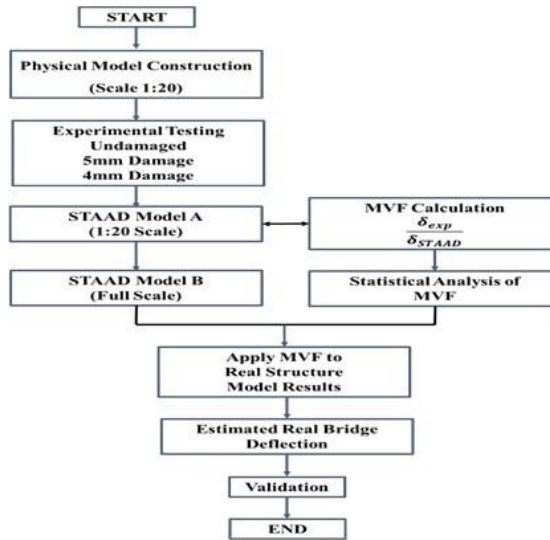 START
Physical Model Construction
(Scale 1:20)
Experimental Testing
Undamaged
5mm Damage
4mm Damage
STAAD Model A
(1:20 Scale)
MVF Calculation
δexp
δSTAAD
STAAD Model B
(Full Scale)
Statistical Analysis of
MVF
Apply MVF to
Real Structure
Model Results
Estimated Real Bridge
Deflection
Validation
END